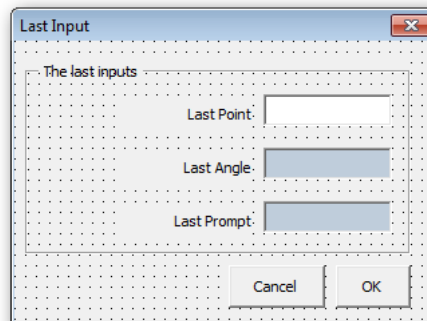 Last Input
The last inputs
Last Point
Last Angle
Last Prompt
Cancel
OK